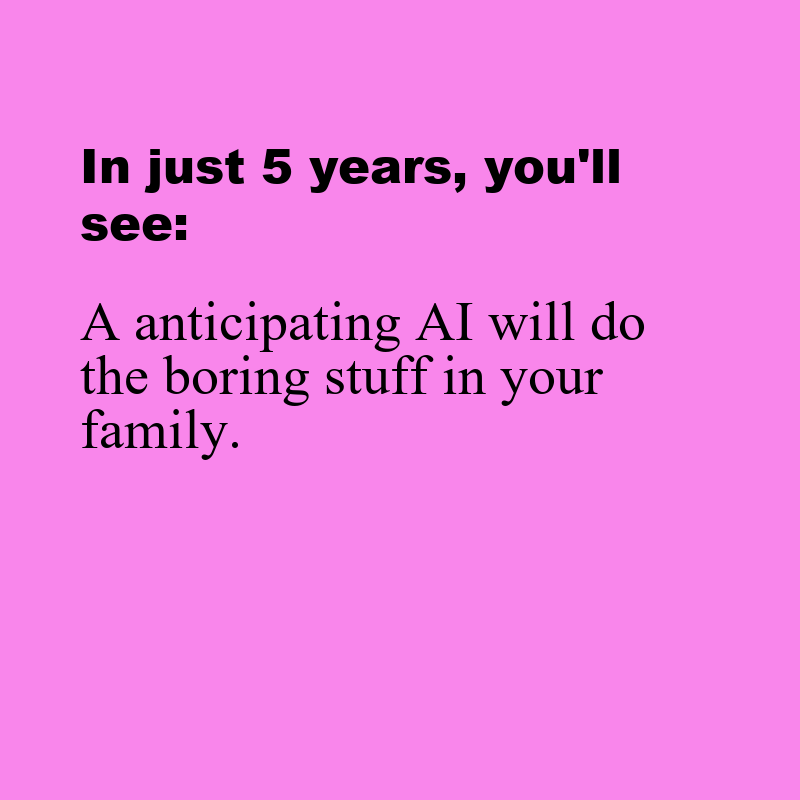 In just 5 years, you'll
see:
A anticipating AI will do
the boring stuff in your
family.